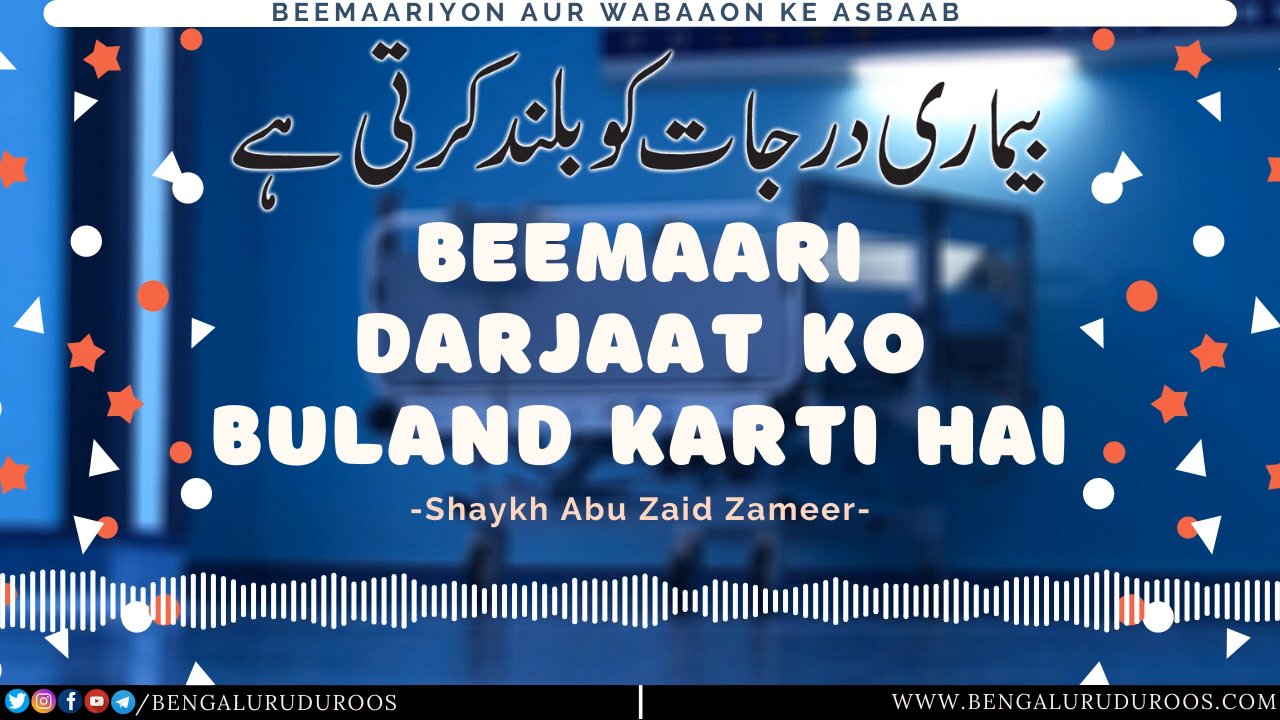 BEEMAARIYON AUR WABAAON KE ASBAAB
بیماری درجات کو بلند کرتی ہے
BEEMAARI
DARJAAT KO
BULAND KARTI HAI
-Shaykh Abu Zaid Zameer-
/BENGALURUDUROOS
WWW.BENGALURUDUROOS.COM